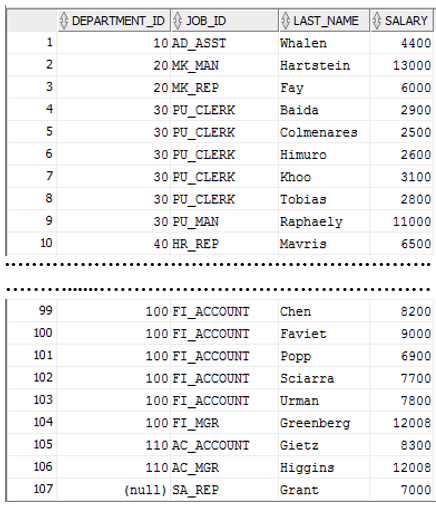 DEPARTMENT_ID JOB_ID LAST_NAME SALARY
1 10 AD_ASST Whalen 4400
2 20 MK_MAN Hartstein 13000
3 20 MK_REP Fay 6000
4 30 PU_CLERK Baida 2900
5 30 PU_CLERK Colmenares 2500
6 30 PU_CLERK Himuro 2600
7 30 PU_CLERK Khoo 3100
8 30 PU_CLERK Tobias 2800
9 30 PU_MAN Raphaely 11000
10 40 HR_REP Mavris 6500
99 100 FI_ACCOUNT Chen 8200
100 100 FI_ACCOUNT Faviet 9000
101 100 FI_ACCOUNT Popp 6900
102 100 FI_ACCOUNT Sciarra 7700
103 100 FI_ACCOUNT Urman 7800
104 100 FI_MGR Greenberg 12008
105 110 AC_ACCOUNT Gietz 8300
106 110 AC_MGR Higgins 12008
107 (null) SA_REP Grant 7000